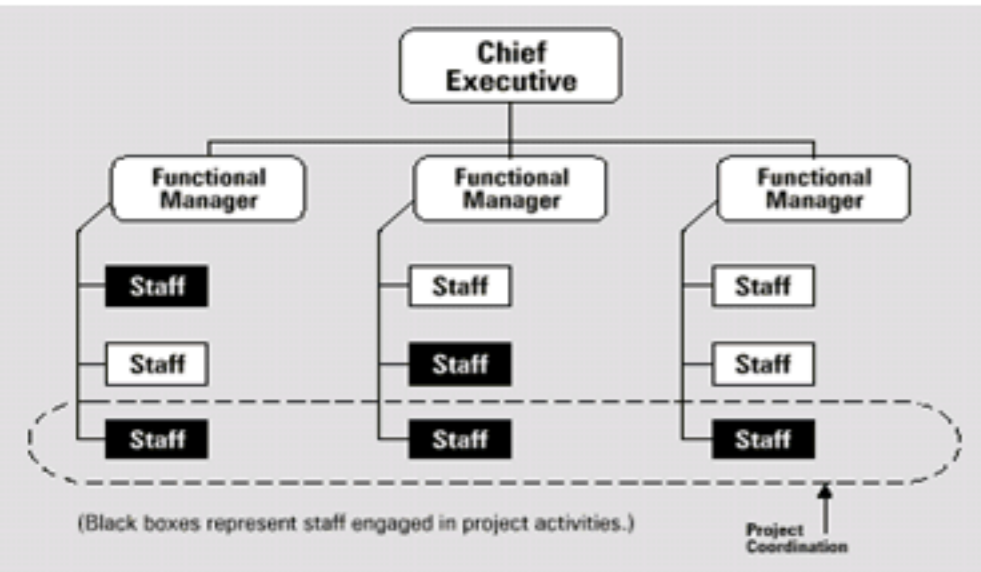 Chief
Executive
Functional
Manager
Functional
Manager
Functional
Manager
Staff
Staff
Staff
Staff
Staff
Staff
Staff
Staff
Staff
(Black boxes represent staff engaged in project activities.)
Project
Coordination